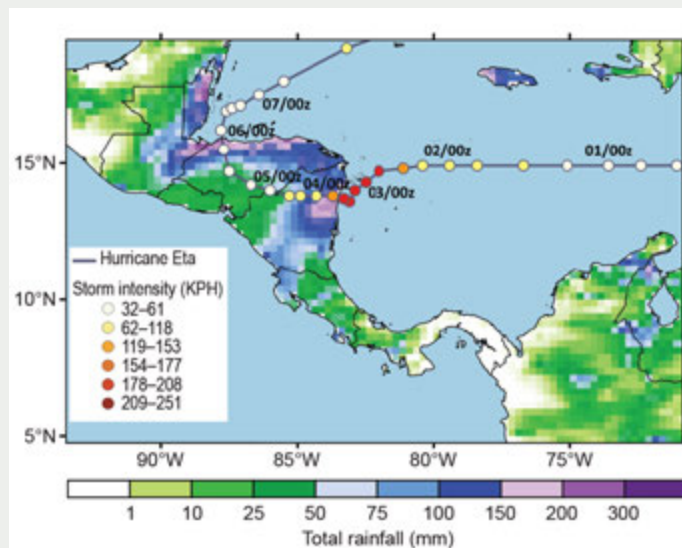 07/00z
06/00z
02/00z
01/00z
15°N
05/00z
04/00z
03/00z
Hurricane Eta
Storm intensity (KPH)
32–61
62–118
119–153
154–177
178–208
209–251
10°N
5°N
90°W
85°W
80°W
75°W
1
10
25
50
75
100
150
200
300
Total rainfall (mm)